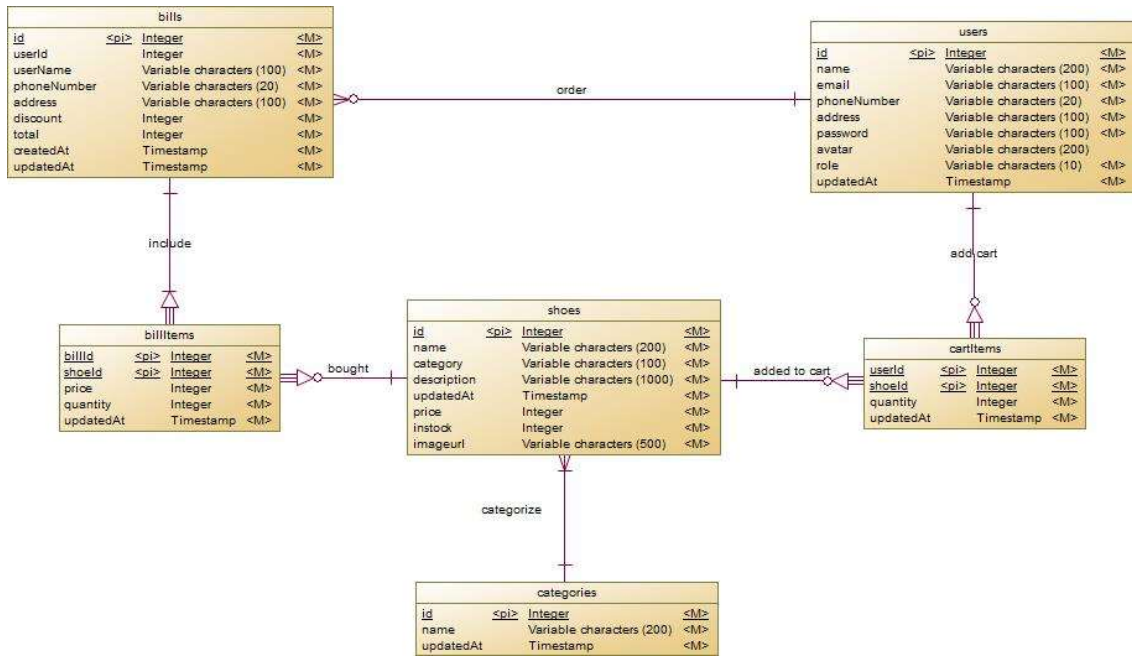 bills
id <pi> Integer <M>
userId Integer <M>
userName Variable characters (100) <M>
phoneNumber Variable characters (20) <M>
address Variable characters (100) <M>
discount Integer <M>
total Integer <M>
createdAt Timestamp <M>
updatedAt Timestamp <M>
order
users
id <pi> Integer <M>
name Variable characters (200) <M>
email Variable characters (100) <M>
phoneNumber Variable characters (20) <M>
address Variable characters (100) <M>
password Variable characters (100) <M>
avatar Variable characters (200)
role Variable characters (10) <M>
updatedAt Timestamp <M>
include
add cart
billItems
billId <pi> Integer <M>
shoeId <pi> Integer <M>
price Integer <M>
quantity Integer <M>
updatedAt Timestamp <M>
bought
shoes
id <pi> Integer <M>
name Variable characters (200) <M>
category Variable characters (100) <M>
description Variable characters (1000) <M>
updatedAt Timestamp <M>
price Integer <M>
instock Integer <M>
imageurl Variable characters (500) <M>
added to cart
cartItems
userId <pi> Integer <M>
shoeId <pi> Integer <M>
quantity Integer <M>
updatedAt Timestamp <M>
categorize
categories
id <pi> Integer <M>
name Variable characters (200) <M>
updatedAt Timestamp <M>